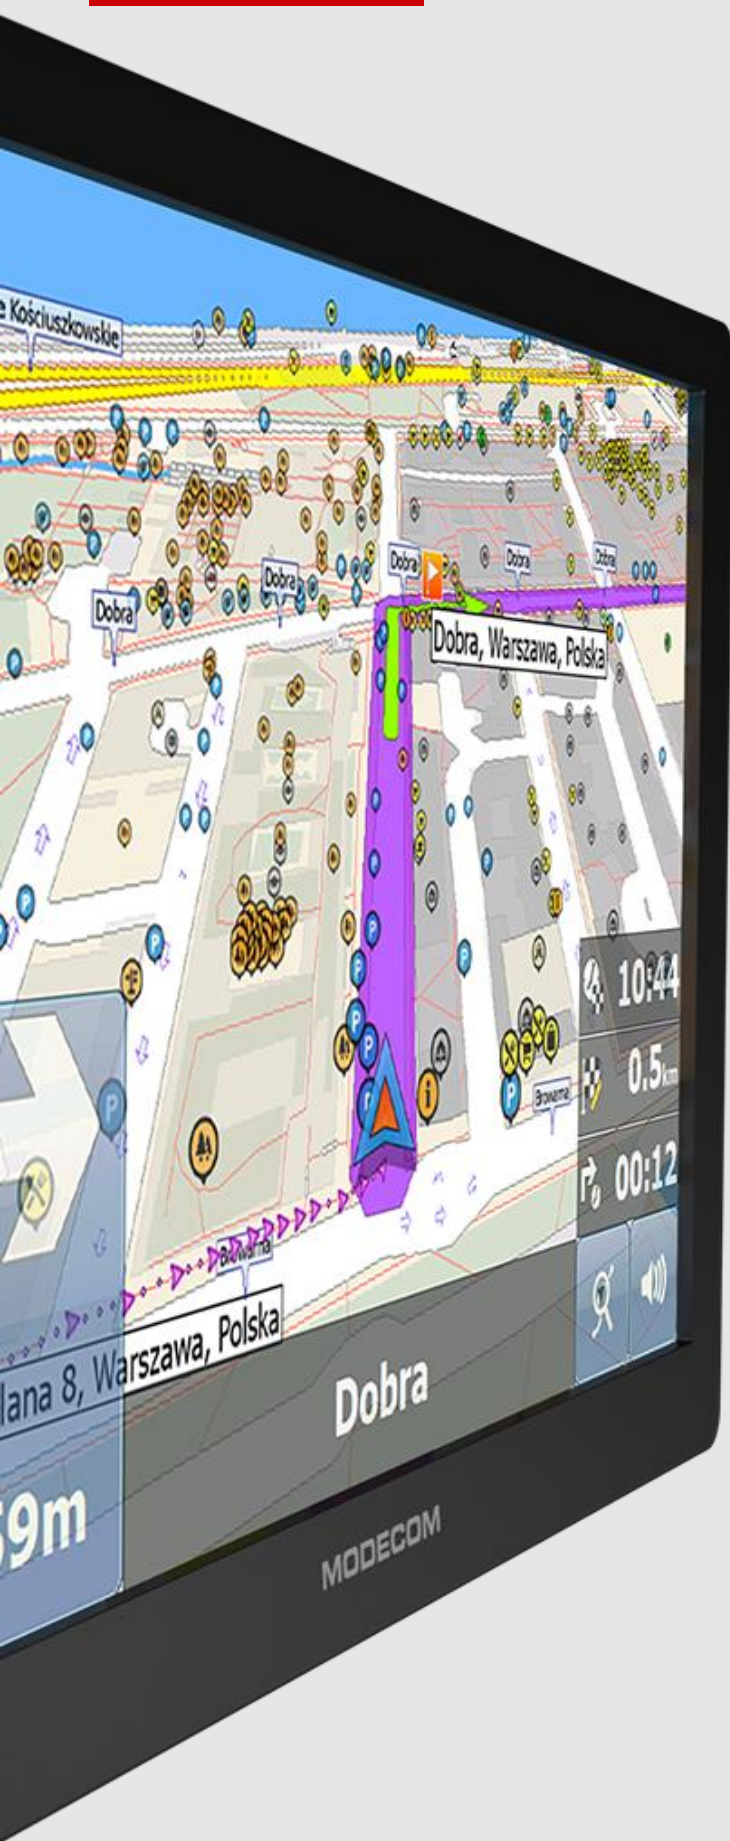 e Kościuszkowskie
Dobra
Dobra
Dobra
Dobra
Dobra
Dobra, Warszawa, Polska
10:44
0.5km
Browarna
00:12
Browarna
lana 8, Warszawa, Polska
Dobra
59m
MODECOM